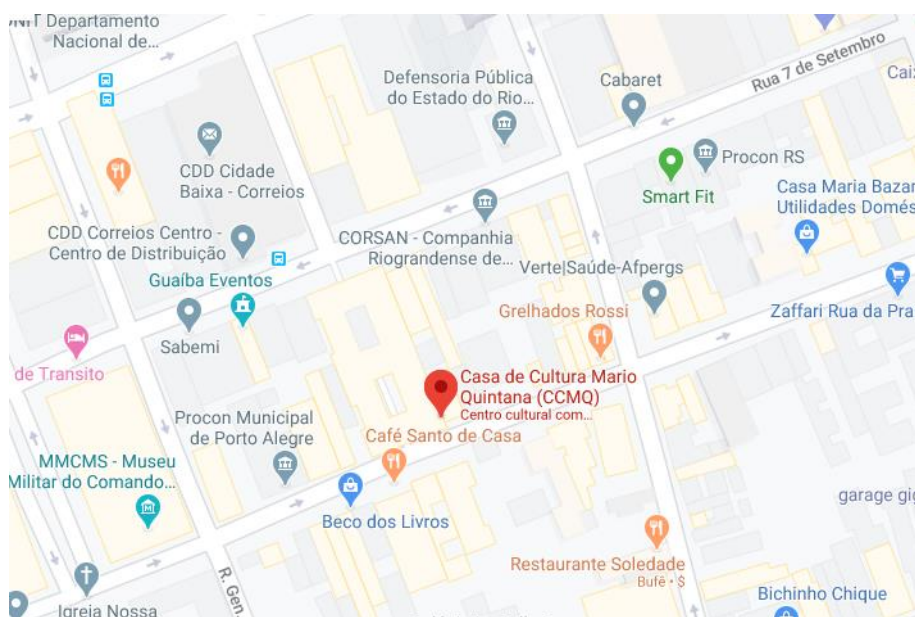 Departamento
Nacional de...
Defensoria Pública
do Estado do Rio...
Cabaret
Rua 7 de Setembro
CDD Cidade
Baixa - Correios
Procon RS
Smart Fit
Casa Maria Bazar
Utilidades Domés
CDD Correios Centro -
Centro de Distribuição
CORSAN - Companhia
Riograndense de...
Verte|Saúde-Afpergs
Guaíba Eventos
Grelhados Rossi
Zaffari Rua da Pra
Sabemi
de Transito
Casa de Cultura Mario
Quintana (CCMQ)
Centro cultural com...
Procon Municipal
de Porto Alegre
Café Santo de Casa
MMCMS - Museu
Militar do Comando...
M
Beco dos Livros
garage gig
Restaurante Soledade
Bufê • $
R. Gen.
Bichinho Chique
Igreja Nossa